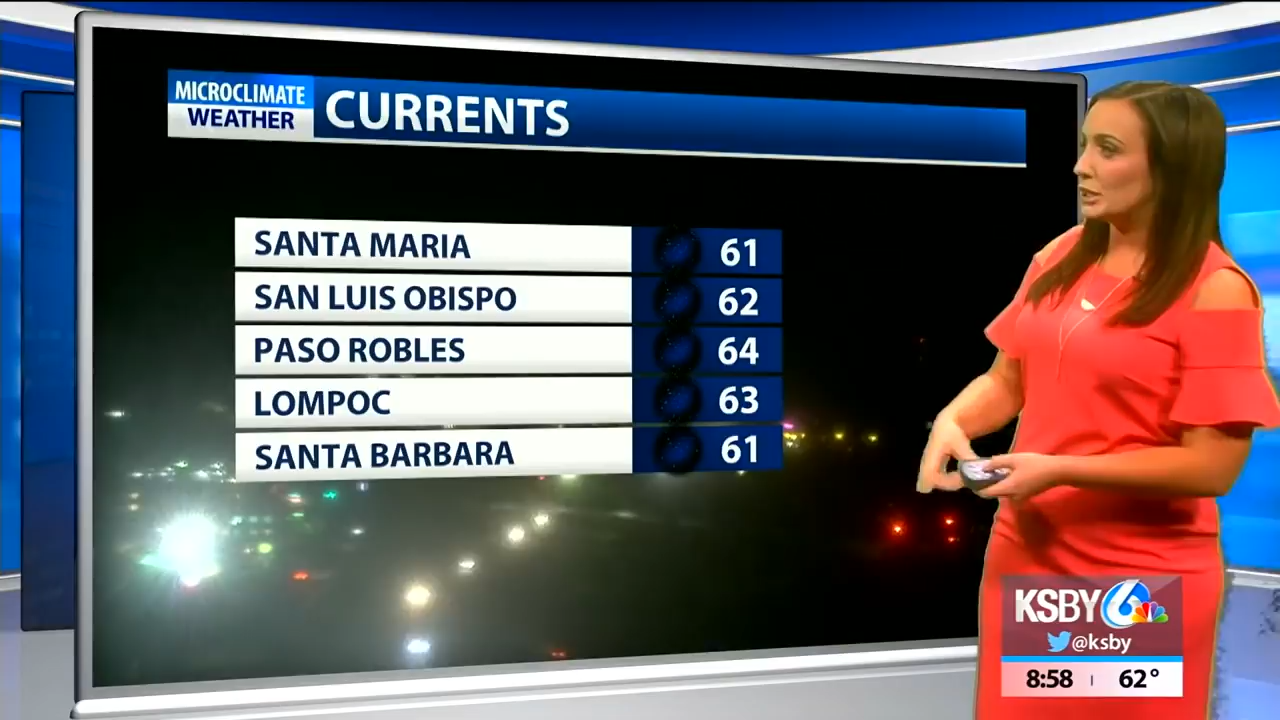 MICROCLIMATE
WEATHER
CURRENTS
SANTA MARIA 61
SAN LUIS OBISPO 62
PASO ROBLES 64
LOMPOC 63
SANTA BARBARA 61
KSBY 6
@ksby
8:58 62°